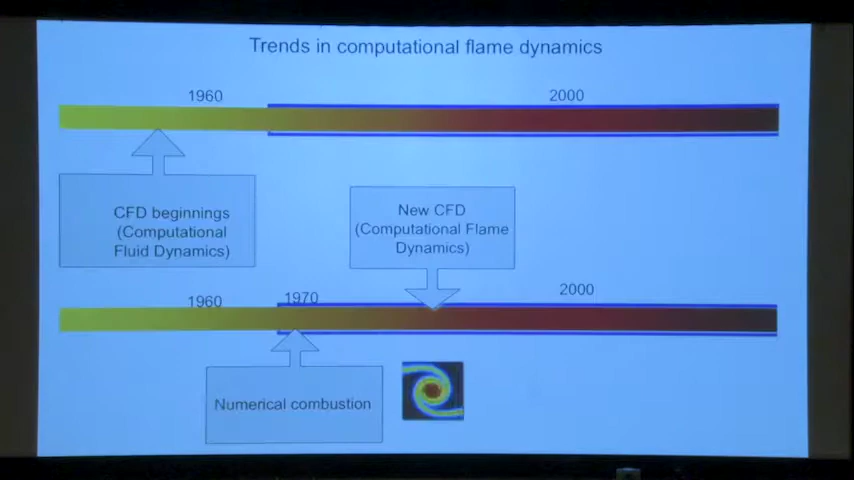 Trends in computational flame dynamics
1960
2000
CFD beginnings
(Computational
Fluid Dynamics)
New CFD
(Computational Flame
Dynamics)
1960
1970
2000
Numerical combustion